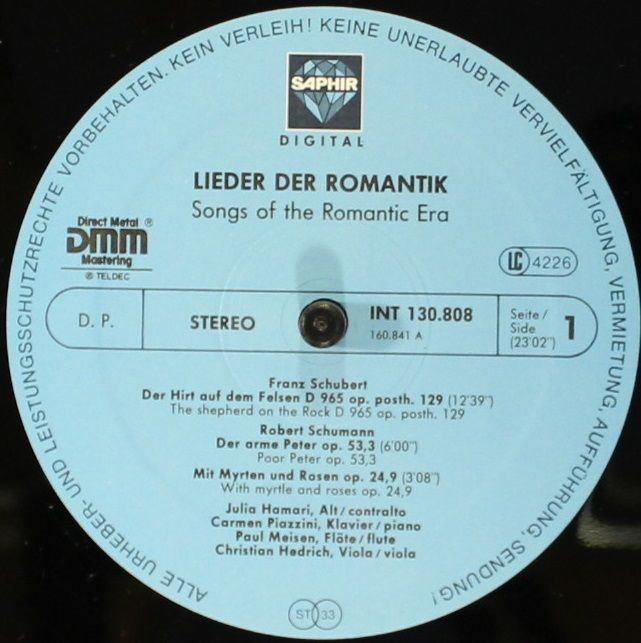 ALLE URHEBER- UND LEISTUNGSSCHUTZRECHTE VORBEHALTEN. KEIN VERLEIH! KEINE UNERLAUBTE VERVIELFÄLTIGUNG, VERMIETUNG, AUFFÜHRUNG, SENDUNG!
SAPHIR
DIGITAL
LIEDER DER ROMANTIK
Songs of the Romantic Era
Direct Metal ®
DMM
Mastering
℗ TELDEC
LC 4226
D. P.
STEREO
INT 130.808
160.841 A
Seite /
Side
(23'02")
1
Franz Schubert
Der Hirt auf dem Felsen D 965 op. posth. 129 (12'39")
The shepherd on the Rock D 965 op. posth. 129
Robert Schumann
Der arme Peter op. 53,3 (6'00")
Poor Peter op. 53,3
Mit Myrten und Rosen op. 24,9 (3'08")
With myrtle and roses op. 24,9
Julia Hamari, Alt/contralto
Carmen Piazzini, Klavier/piano
Paul Meisen, Flöte/flute
Christian Hedrich, Viola/viola
ST 33